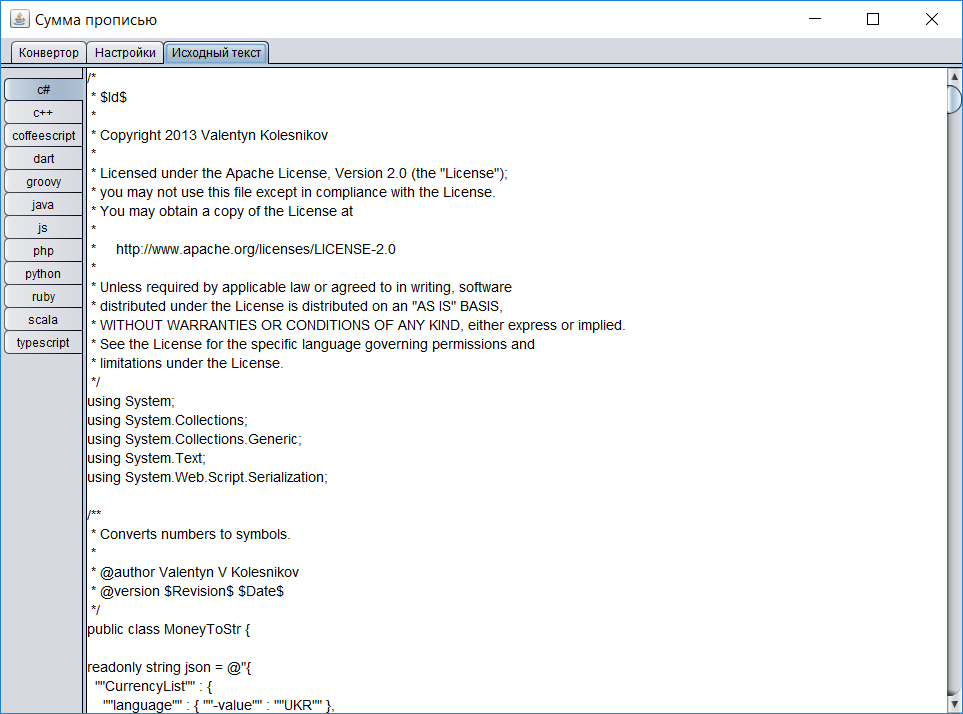 Сумма прописью
Конвертор Настройки Исходный текст
c#
c++
coffeescript
dart
groovy
java
js
php
python
ruby
scala
typescript
/*
 * $Id$
 *
 * Copyright 2013 Valentyn Kolesnikov
 *
 * Licensed under the Apache License, Version 2.0 (the "License");
 * you may not use this file except in compliance with the License.
 * You may obtain a copy of the License at
 *
 *     http://www.apache.org/licenses/LICENSE-2.0
 *
 * Unless required by applicable law or agreed to in writing, software
 * distributed under the License is distributed on an "AS IS" BASIS,
 * WITHOUT WARRANTIES OR CONDITIONS OF ANY KIND, either express or implied.
 * See the License for the specific language governing permissions and
 * limitations under the License.
 */
using System;
using System.Collections;
using System.Collections.Generic;
using System.Text;
using System.Web.Script.Serialization;

/**
 * Converts numbers to symbols.
 *
 * @author Valentyn V Kolesnikov
 * @version $Revision$ $Date$
 */
public class MoneyToStr {

readonly string json = @"{
  ""CurrencyList"" : {
    ""language"" : { ""-value"" : ""UKR"" },